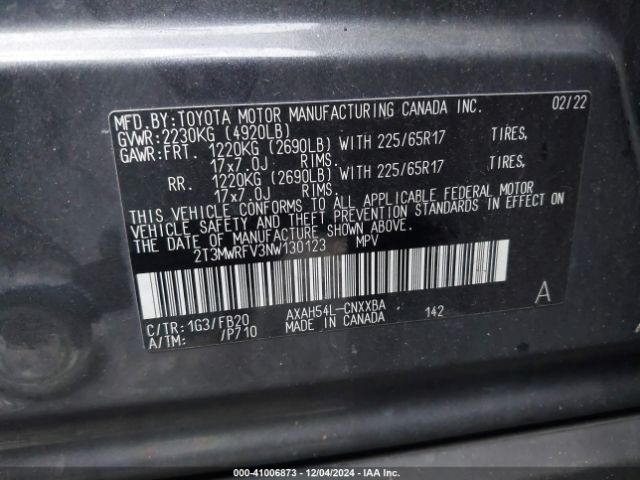 MFD.BY:TOYOTA MOTOR MANUFACTURING CANADA INC. 02/22
GVWR:2230KG (4920LB)
GAWR:FRT. 1220KG (2690LB) WITH 225/65R17 TIRES,
17x7.0J RIMS.
RR. 1220KG (2690LB) WITH 225/65R17 TIRES,
17x7.0J RIMS.
THIS VEHICLE CONFORMS TO ALL APPLICABLE FEDERAL MOTOR
VEHICLE SAFETY AND THEFT PREVENTION STANDARDS IN EFFECT ON
THE DATE OF MANUFACTURE SHOWN ABOVE.
2T3MWRFV3NW130123 MPV
A
C/TR: 1G3/FB20 AXAH54L-CNXXBA 142
A/TM: /P710 MADE IN CANADA
000-41006873 - 12/04/2024 - IAA Inc.